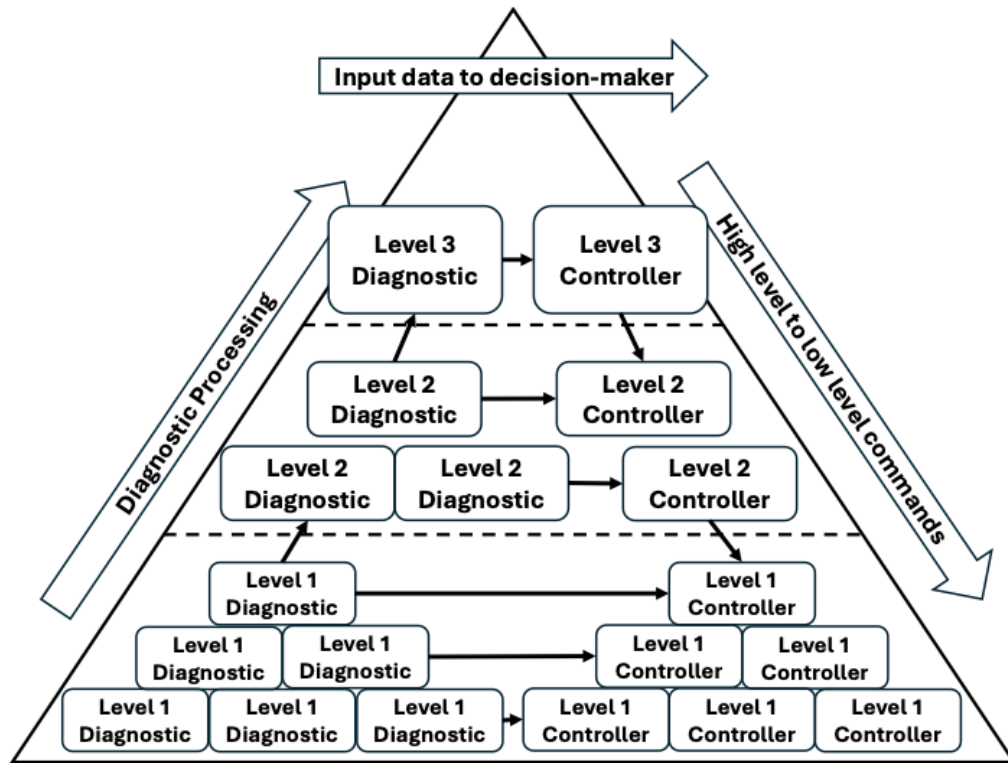 Input data to decision-maker
Diagnostic Processing
High level to low level commands
Level 3
Diagnostic
Level 3
Controller
Level 2
Diagnostic
Level 2
Controller
Level 2
Diagnostic
Level 2
Diagnostic
Level 2
Controller
Level 1
Diagnostic
Level 1
Controller
Level 1
Diagnostic
Level 1
Diagnostic
Level 1
Controller
Level 1
Controller
Level 1
Diagnostic
Level 1
Diagnostic
Level 1
Diagnostic
Level 1
Controller
Level 1
Controller
Level 1
Controller